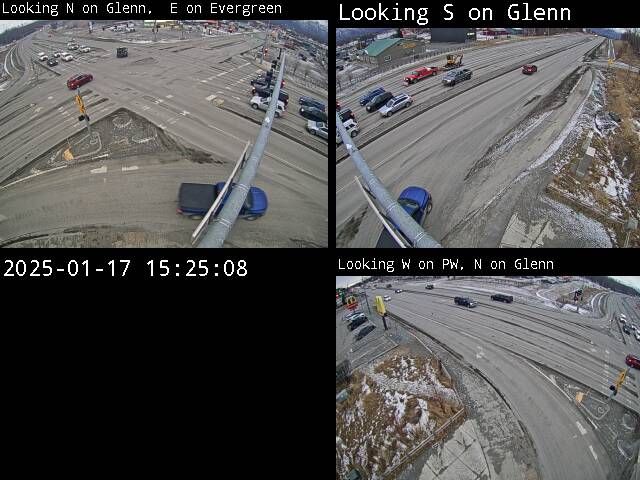 Looking N on Glenn,  E on Evergreen
Looking S on Glenn
2025-01-17 15:25:08
Looking W on PW, N on Glenn